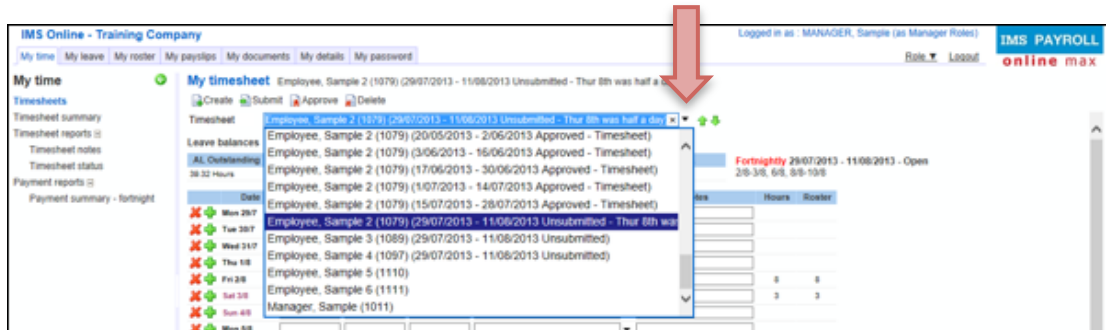 IMS Online - Training Company
Logged in as : MANAGER, Sample (as Manager Roles)
IMS PAYROLL
online max
My time My leave My roster My payslips My documents My details My password
Role ▼ Logout
My time
My timesheet Employee, Sample 2 (1079) (29/07/2013 - 11/08/2013 Unsubmitted - Thur 8th was half a
Timesheets
Create Submit Approve Delete
Timesheet summary
Timesheet Employee, Sample 2 (1079) (29/07/2013 - 11/08/2013 Unsubmitted - Thur 8th was half a day
Timesheet reports
Employee, Sample 2 (1079) (20/05/2013 - 2/06/2013 Approved - Timesheet)
Timesheet notes
Leave balances
Employee, Sample 2 (1079) (3/06/2013 - 16/06/2013 Approved - Timesheet)
Timesheet status
AL Outstanding
Employee, Sample 2 (1079) (17/06/2013 - 30/06/2013 Approved - Timesheet)
Fortnightly 29/07/2013 - 11/08/2013 - Open
Payment reports
38.32 Hours
Employee, Sample 2 (1079) (1/07/2013 - 14/07/2013 Approved - Timesheet)
2/8-3/8, 6/8, 8/8-10/8
Payment summary - fortnight
Date
Employee, Sample 2 (1079) (15/07/2013 - 28/07/2013 Approved - Timesheet)
Hours Roster
Mon 29/7
Employee, Sample 2 (1079) (29/07/2013 - 11/08/2013 Unsubmitted - Thur 8th was
Tue 30/7
Employee, Sample 3 (1089) (29/07/2013 - 11/08/2013 Unsubmitted)
Wed 31/7
Employee, Sample 4 (1097) (29/07/2013 - 11/08/2013 Unsubmitted)
Thu 1/8
Employee, Sample 5 (1110)
Fri 2/8
8 8
Employee, Sample 6 (1111)
Sat 3/8
3 3
Manager, Sample (1011)
Sun 4/8
Mon 5/8